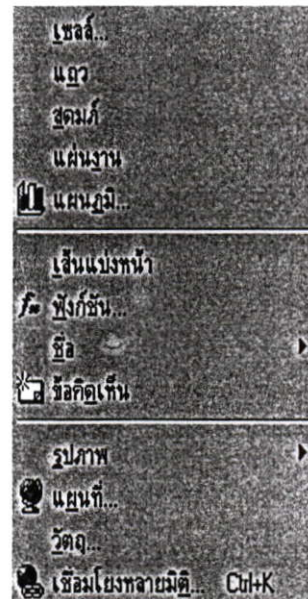 เซลล์...
แถว
สดมภ์
แผ่นงาน
แผนภูมิ...
เส้นแบ่งหน้า
fx ฟังก์ชัน...
ชื่อ
ข้อคิดเห็น
รูปภาพ
แผนที่...
วัตถุ...
เชื่อมโยงหลายมิติ... Ctrl+K